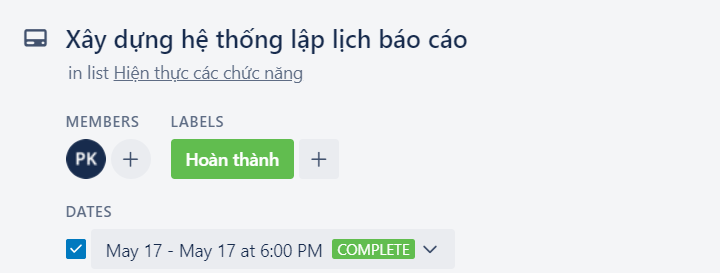 Xây dựng hệ thống lập lịch báo cáo
in list Hiện thực các chức năng
MEMBERS LABELS
PK + Hoàn thành +
DATES
May 17 - May 17 at 6:00 PM COMPLETE